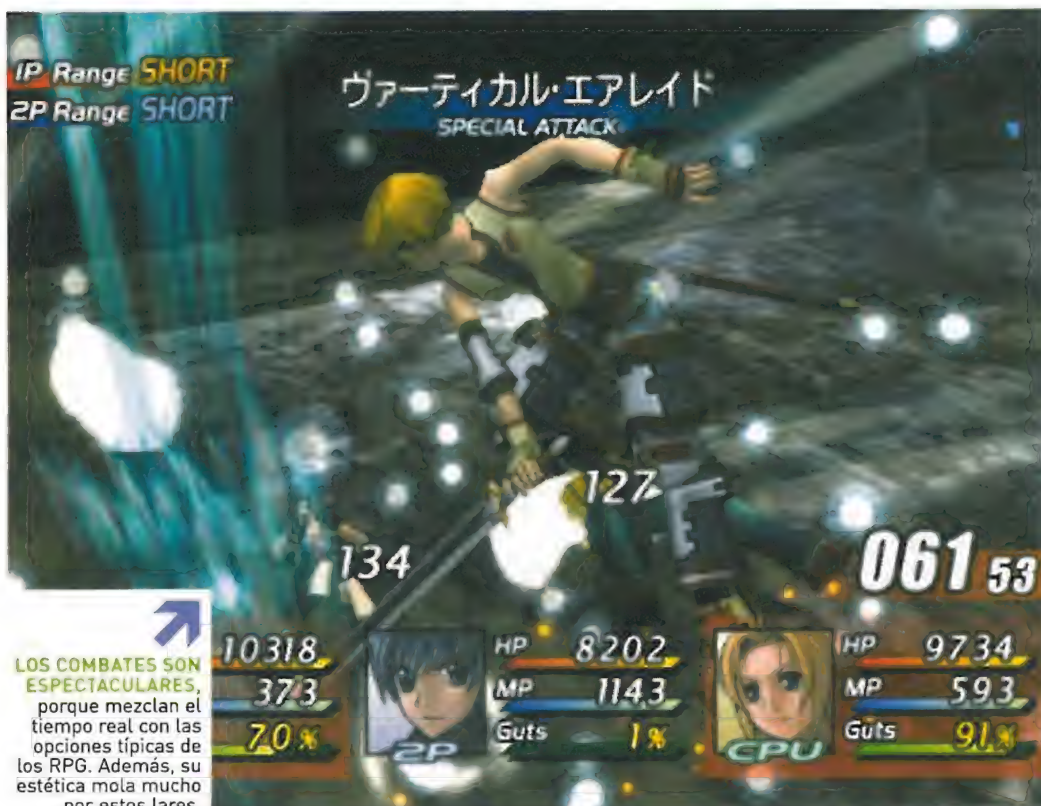 1P Range SHORT
2P Range SHORT
ヴァーティカル・エアレイド
SPECIAL ATTACK
127
134
061 53
10318
373
70%
2P
HP 8202
MP 1143
Guts 1%
CPU
HP 9734
MP 593
Guts 91%
LOS COMBATES SON
ESPECTACULARES,
porque mezclan el
tiempo real con las
opciones típicas de
los RPG. Además, su
estética mola mucho
por estos lares.